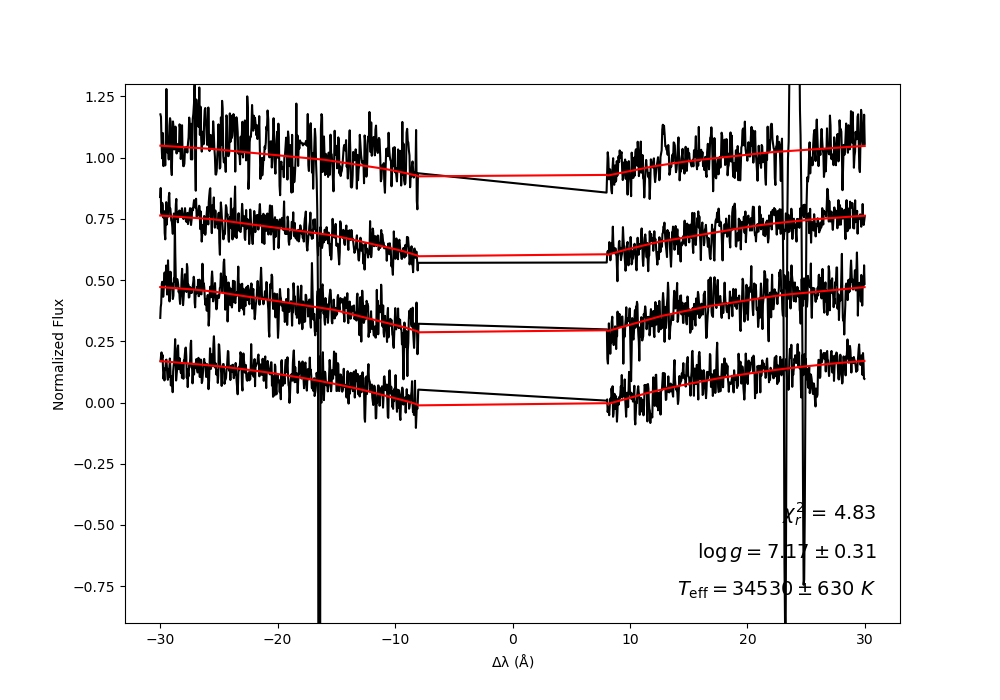 1.25
1.00
0.75
0.50
0.25
0.00
−0.25
−0.50
−0.75
Normalized Flux
χ²ᵣ = 4.83
log g = 7.17 ± 0.31
T_eff = 34530 ± 630 K
−30 −20 −10 0 10 20 30
Δλ (Å)